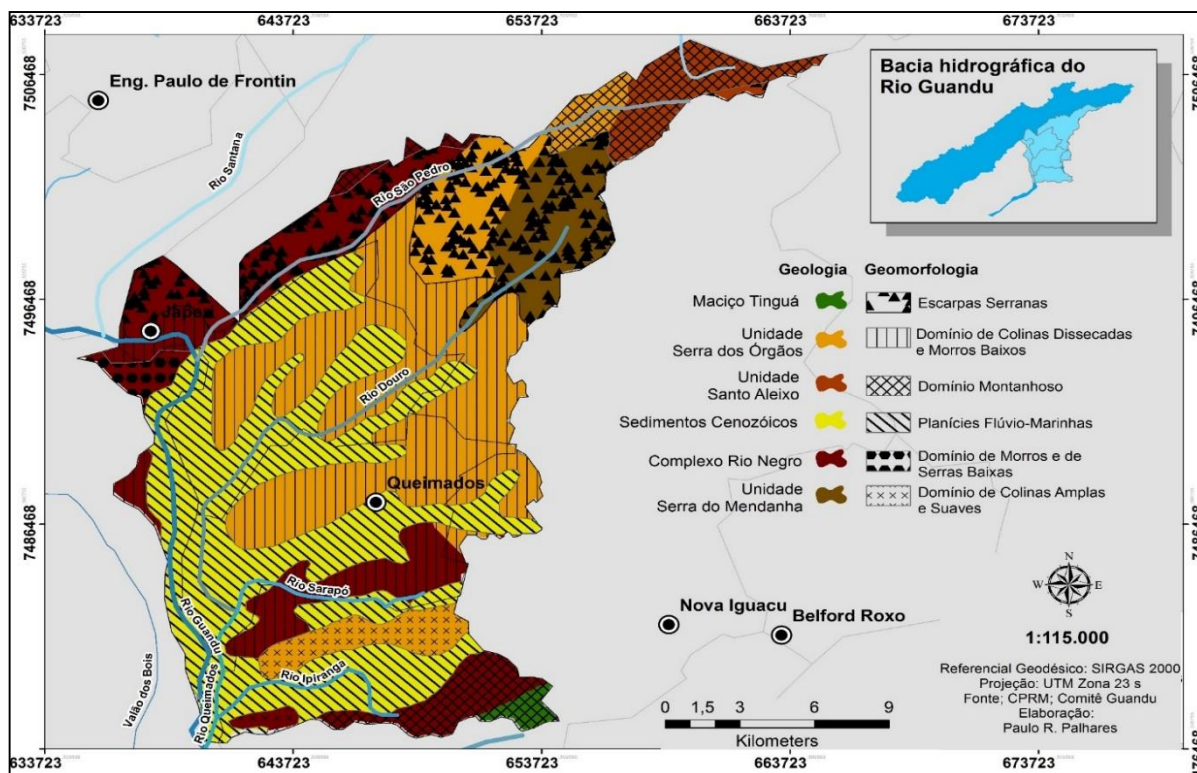 633723
643723
653723
663723
673723
7506468
7506468
Eng. Paulo de Frontin
Rio Santana
Rio São Pedro
Bacia hidrográfica do
Rio Guandu
7496468
7496468
Japeri
Rio Douro
Queimados
7486468
7486468
Rio Sarapó
Rio Guandu
Rio Ipiranga
Rio Queimados
Valão dos Bois
Nova Iguacu
Belford Roxo
Geologia
Geomorfologia
Maciço Tinguá
Escarpas Serranas
Unidade
Serra dos Órgãos
Domínio de Colinas Dissecadas
e Morros Baixos
Unidade
Santo Aleixo
Domínio Montanhoso
Sedimentos Cenozóicos
Planícies Flúvio-Marinhas
Complexo Rio Negro
Domínio de Morros e de
Serras Baixas
Unidade
Serra do Mendanha
Domínio de Colinas Amplas
e Suaves
N
W
E
S
1:115.000
0 1,5 3 6 9
Kilometers
Referencial Geodésico: SIRGAS 2000
Projeção: UTM Zona 23 s
Fonte; CPRM; Comitê Guandu
Elaboração:
Paulo R. Palhares
633723
643723
653723
663723
673723